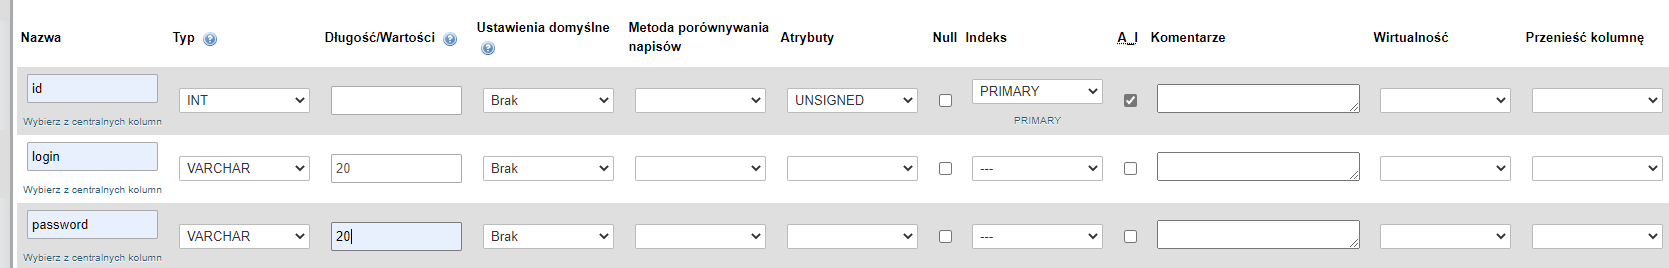 Nazwa Typ Długość/Wartości Ustawienia domyślne Metoda porównywania napisów Atrybuty Null Indeks A_I Komentarze Wirtualność Przenieść kolumnę
id INT Brak UNSIGNED PRIMARY
Wybierz z centralnych kolumn PRIMARY
login VARCHAR 20 Brak ---
Wybierz z centralnych kolumn
password VARCHAR 20 Brak ---
Wybierz z centralnych kolumn